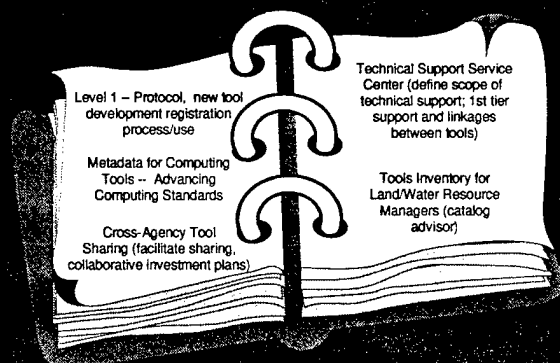 Level 1 – Protocol, new tool
development registration
process/use
Metadata for Computing
Tools -- Advancing
Computing Standards
Cross-Agency Tool
Sharing (facilitate sharing,
collaborative investment plans)
Technical Support Service
Center (define scope of
technical support; 1st tier
support and linkages
between tools)
Tools Inventory for
Land/Water Resource
Managers (catalog
advisor)